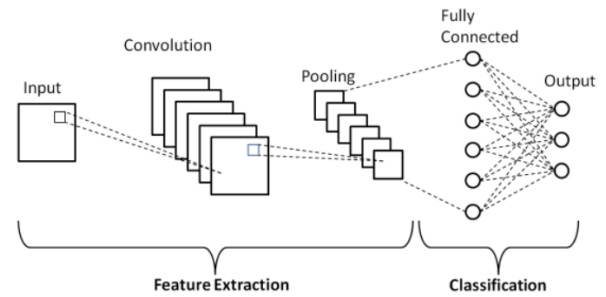 Input
Convolution
Pooling
Fully
Connected
Output
Feature Extraction
Classification